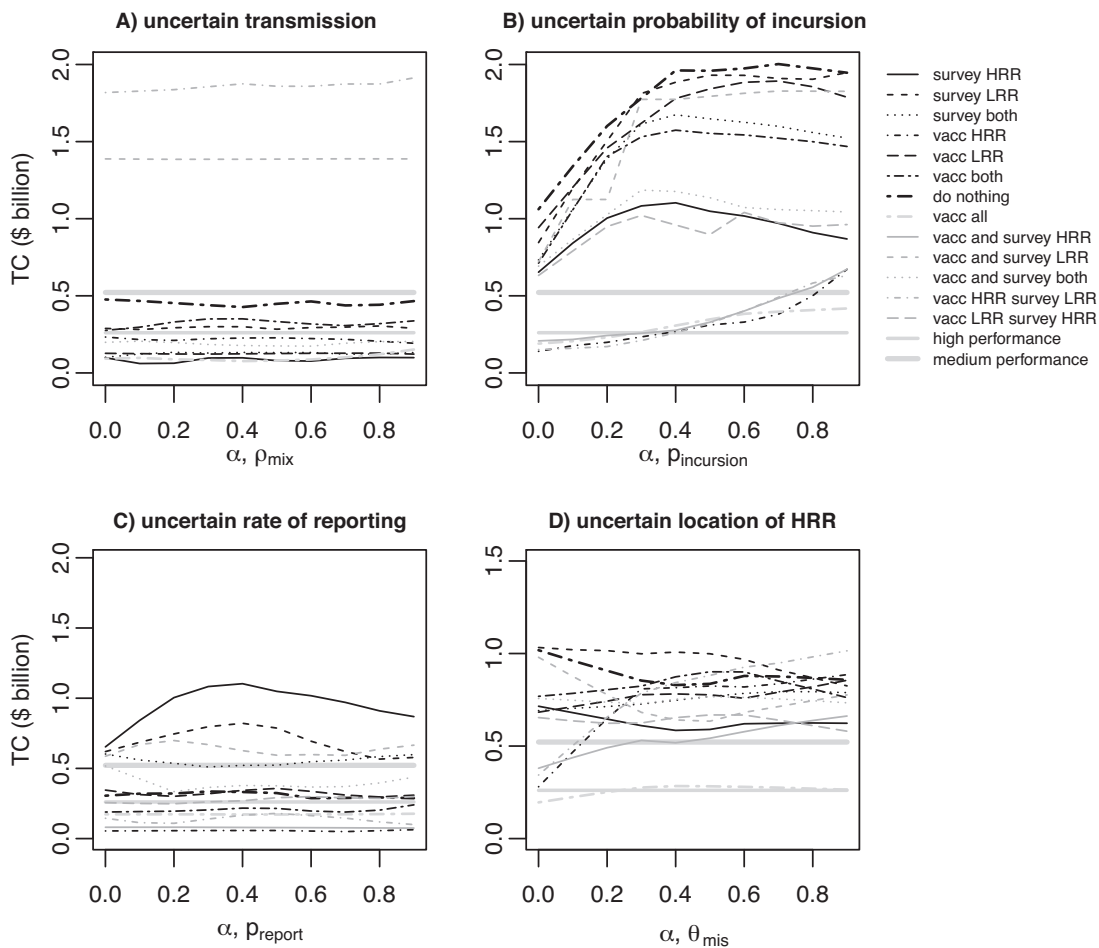 A) uncertain transmission
TC ($ billion)
0.0 0.5 1.0 1.5 2.0
0.0 0.2 0.4 0.6 0.8
α, ρmix
B) uncertain probability of incursion
0.0 0.5 1.0 1.5 2.0
0.0 0.2 0.4 0.6 0.8
α, pincursion
survey HRR
survey LRR
survey both
vacc HRR
vacc LRR
vacc both
do nothing
vacc all
vacc and survey HRR
vacc and survey LRR
vacc and survey both
vacc HRR survey LRR
vacc LRR survey HRR
high performance
medium performance
C) uncertain rate of reporting
TC ($ billion)
0.0 0.5 1.0 1.5 2.0
0.0 0.2 0.4 0.6 0.8
α, preport
D) uncertain location of HRR
0.0 0.5 1.0 1.5
0.0 0.2 0.4 0.6 0.8
α, θmis